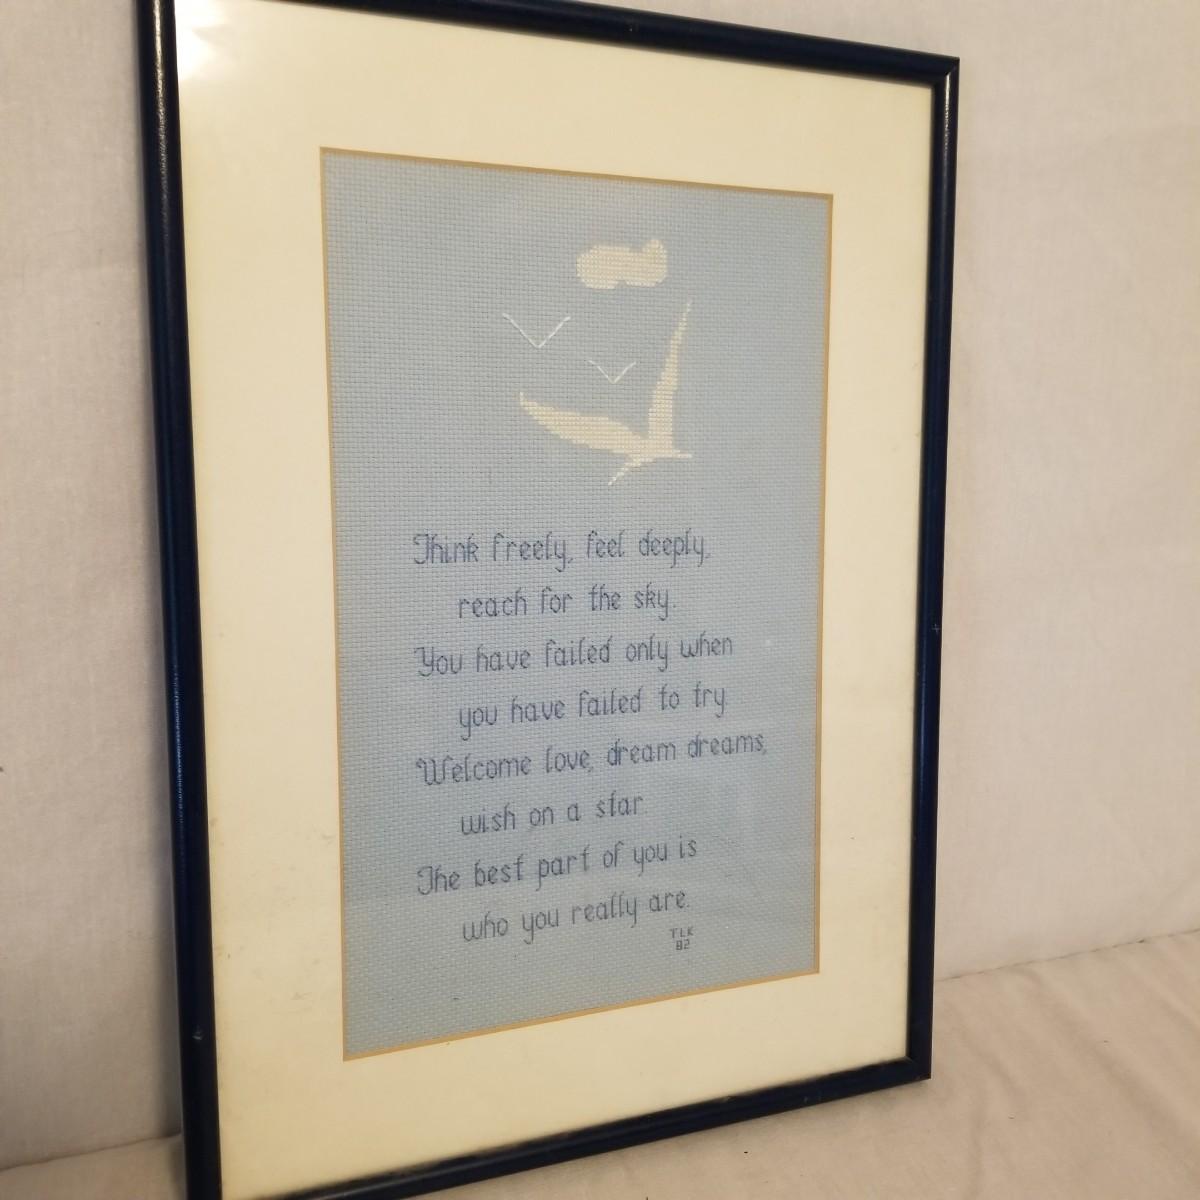 Think freely, feel deeply,
reach for the sky.
You have failed only when
you have failed to try.
Welcome love, dream dreams,
wish on a star.
The best part of you is
who you really are.
TLK
82